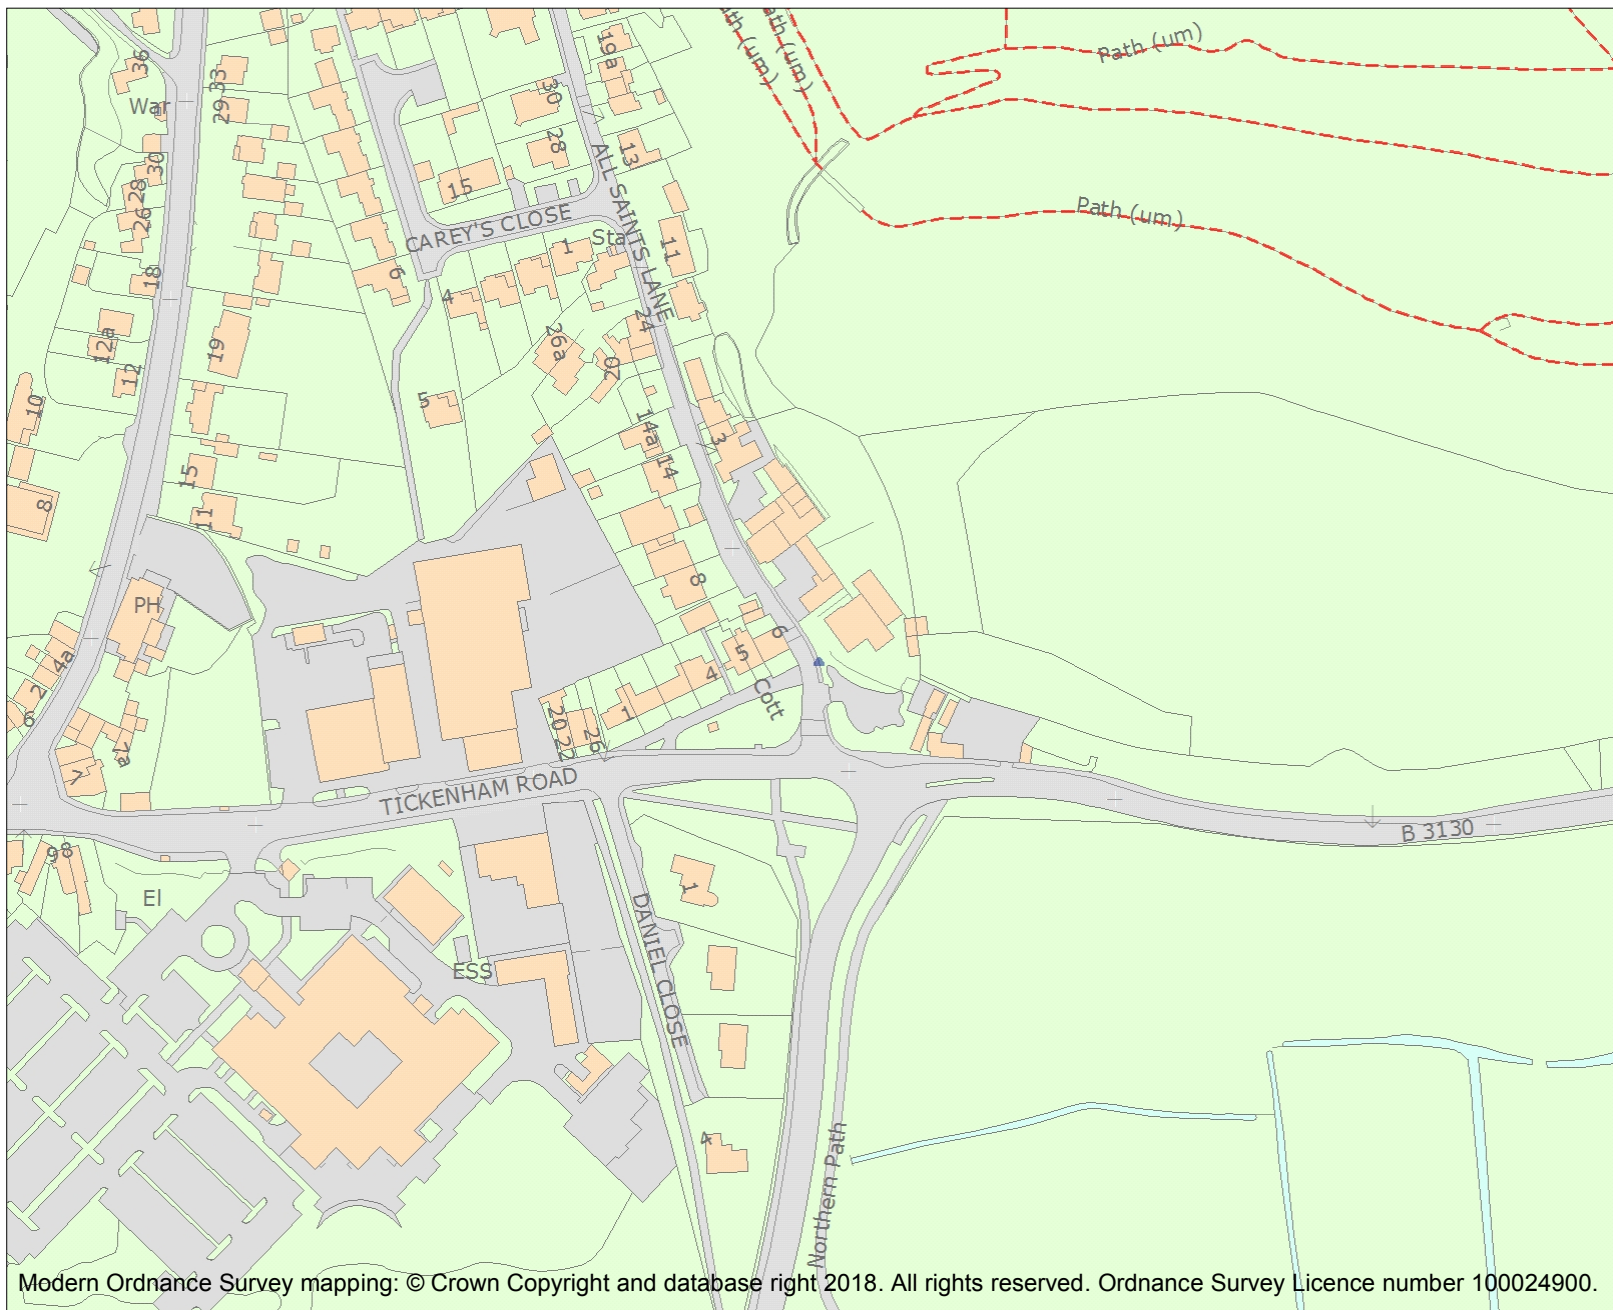 36
War
33
29
30
28
26
18
12a
12
10
8
19
15
11
PH
4a
2
6
7a
7
98
El
ESS
19a
30
28
13
15
CAREY'S CLOSE
ALL SAINTS LANE
Sta
1
11
6
4
24
26a
20
5
14a
14
3
8
6
5
4
Cott
1
20
22
26
TICKENHAM ROAD
DANIEL CLOSE
1
4
Northern Path
B 3130
Path (um)
Path (um)
Path (um)
Path (um)
Modern Ordnance Survey mapping: © Crown Copyright and database right 2018. All rights reserved. Ordnance Survey Licence number 100024900.